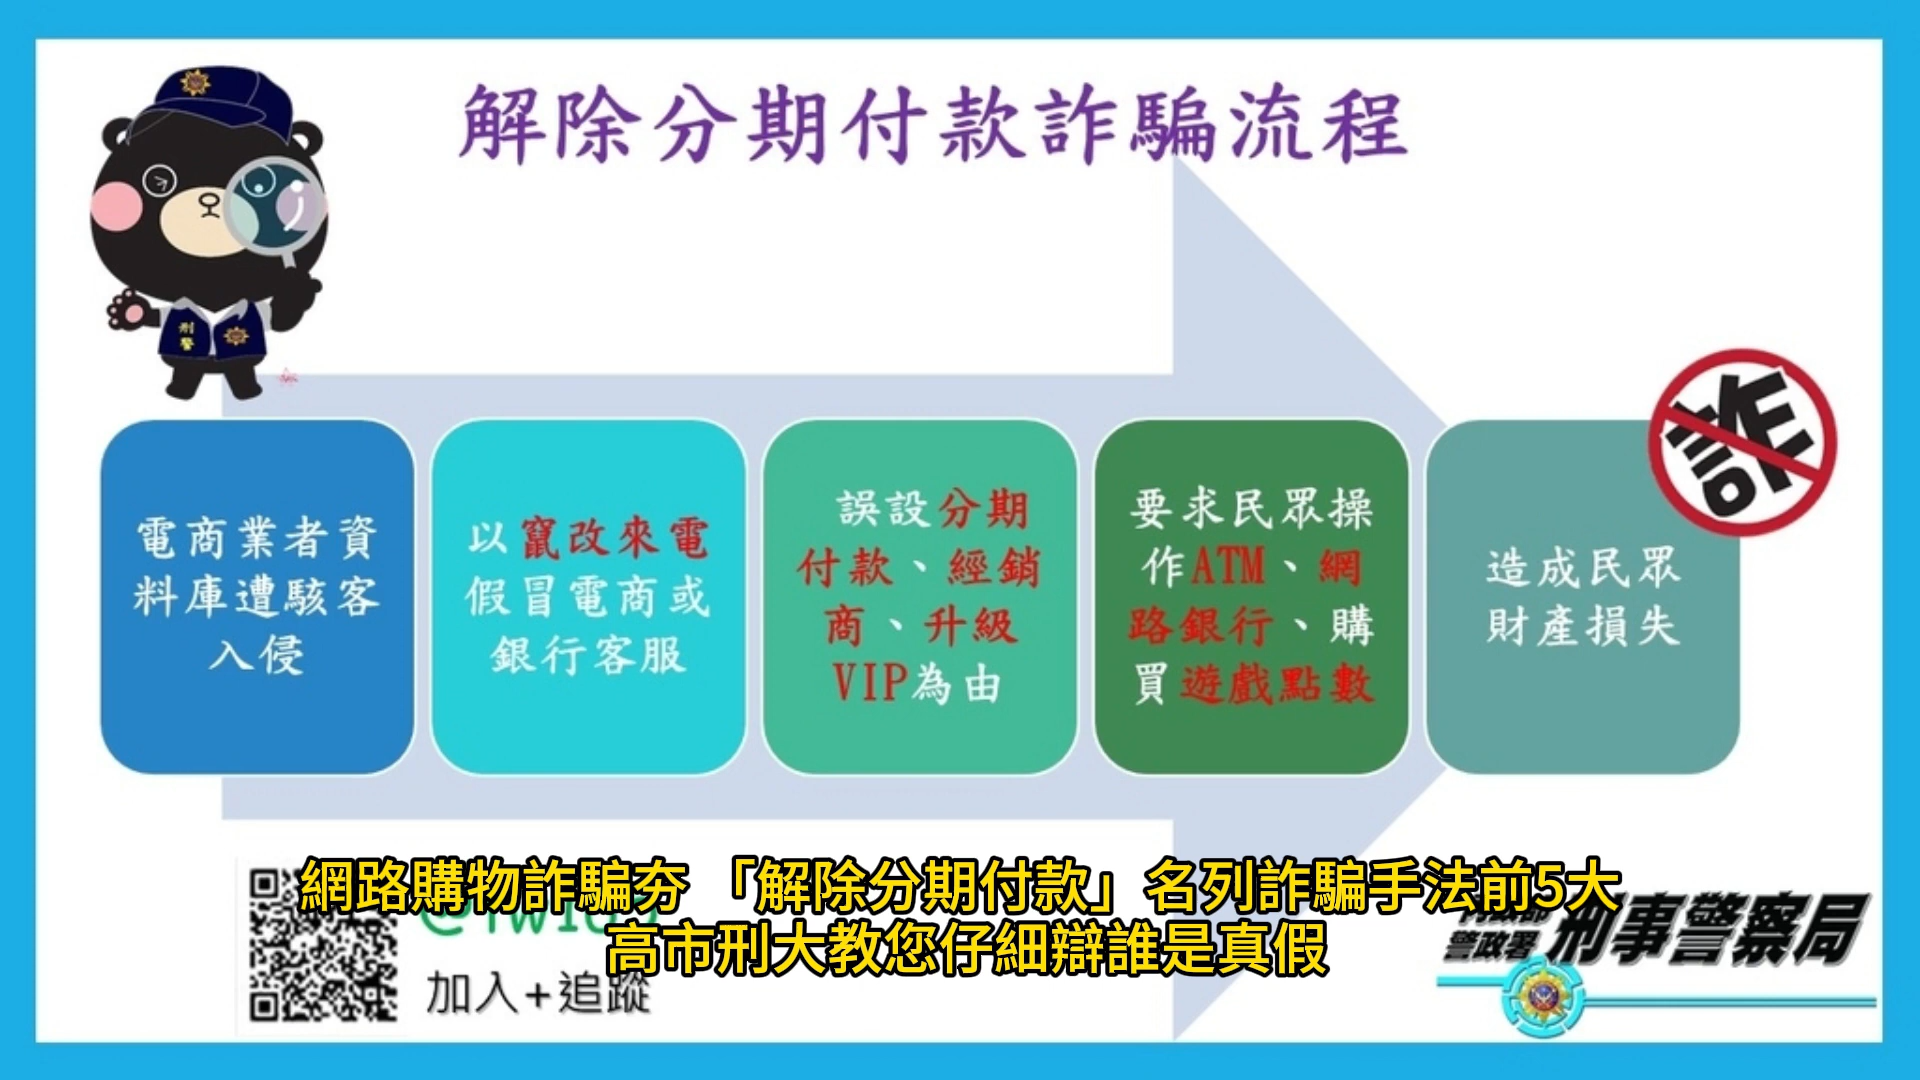 解除分期付款詐騙流程
刑
警
詐
電商業者資
料庫遭駭客
入侵
以竄改來電
假冒電商或
銀行客服
誤設分期
付款、經銷
商、升級
VIP為由
要求民眾操
作ATM、網
路銀行、購
買遊戲點數
造成民眾
財產損失
網路購物詐騙夯 「解除分期付款」名列詐騙手法前5大
高市刑大教您仔細辯誰是真假
加入+追蹤
警政署
刑事警察局